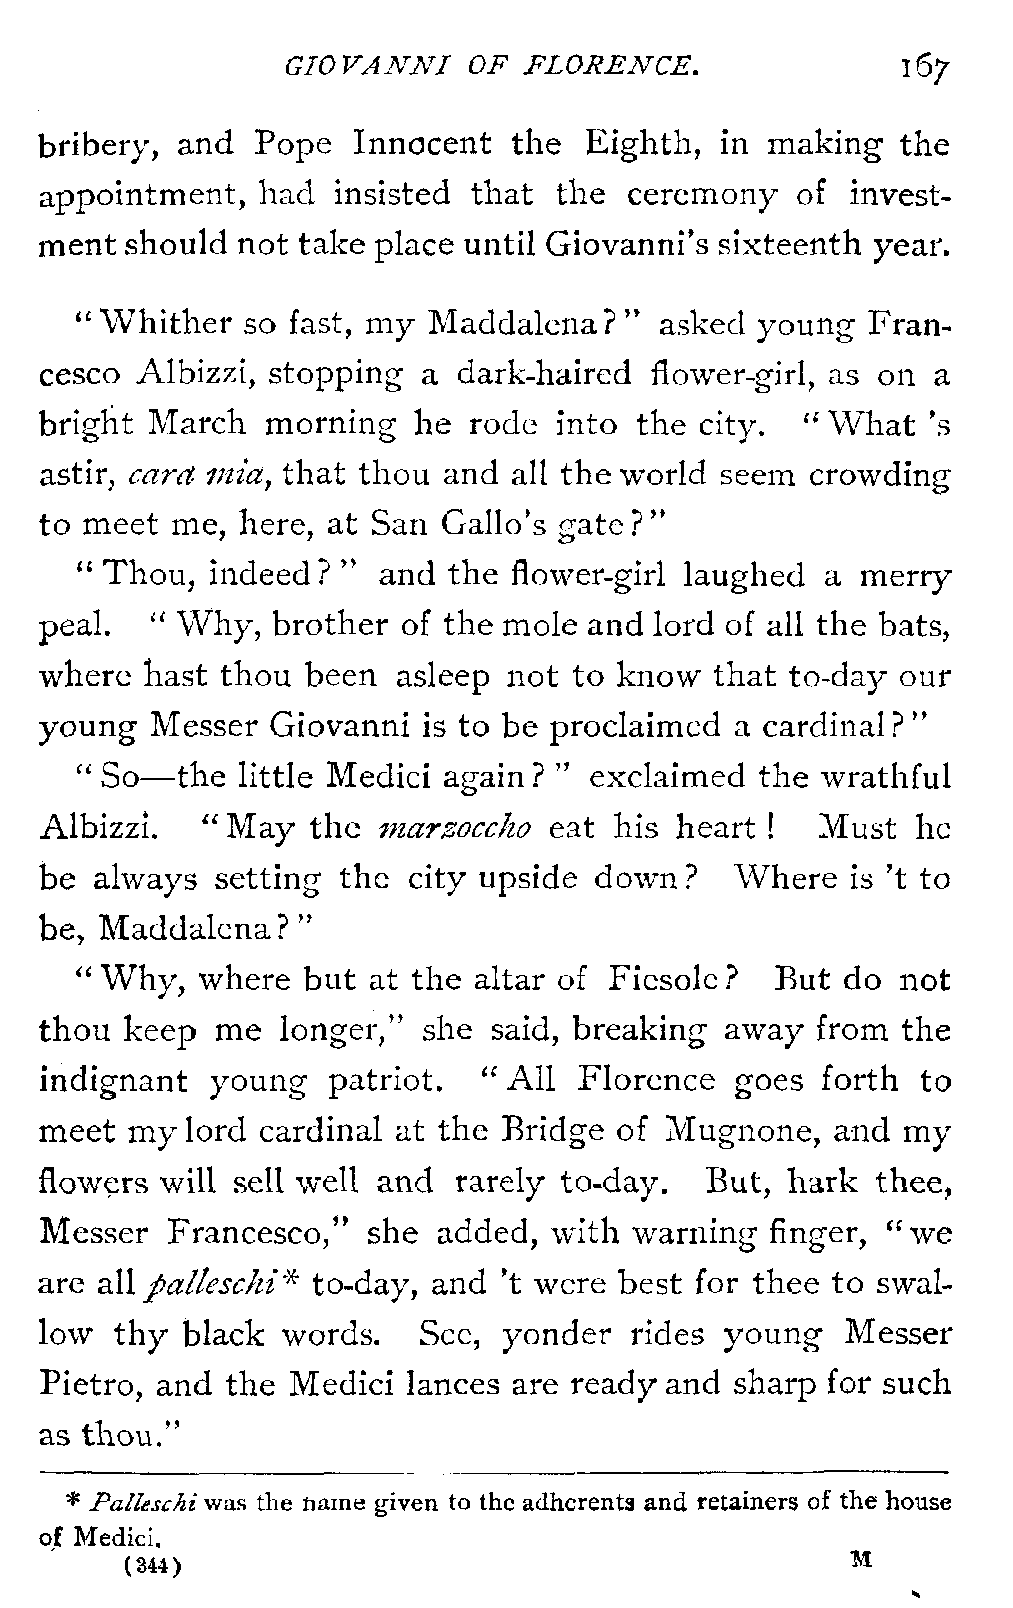 GIOVANNI OF FLORENCE. 167
bribery, and Pope Innocent the Eighth, in making the
appointment, had insisted that the ceremony of invest-
ment should not take place until Giovanni's sixteenth year.
"Whither so fast, my Maddalena?" asked young Fran-
cesco Albizzi, stopping a dark-haired flower-girl, as on a
bright March morning he rode into the city. "What 's
astir, cara mia, that thou and all the world seem crowding
to meet me, here, at San Gallo's gate?"
"Thou, indeed?" and the flower-girl laughed a merry
peal. "Why, brother of the mole and lord of all the bats,
where hast thou been asleep not to know that to-day our
young Messer Giovanni is to be proclaimed a cardinal?"
"So—the little Medici again?" exclaimed the wrathful
Albizzi. "May the marzoccho eat his heart! Must he
be always setting the city upside down? Where is 't to
be, Maddalena?"
"Why, where but at the altar of Fiesole? But do not
thou keep me longer," she said, breaking away from the
indignant young patriot. "All Florence goes forth to
meet my lord cardinal at the Bridge of Mugnone, and my
flowers will sell well and rarely to-day. But, hark thee,
Messer Francesco," she added, with warning finger, "we
are all palleschi* to-day, and 't were best for thee to swal-
low thy black words. See, yonder rides young Messer
Pietro, and the Medici lances are ready and sharp for such
as thou."
* Palleschi was the name given to the adherents and retainers of the house
of Medici.
(344) M